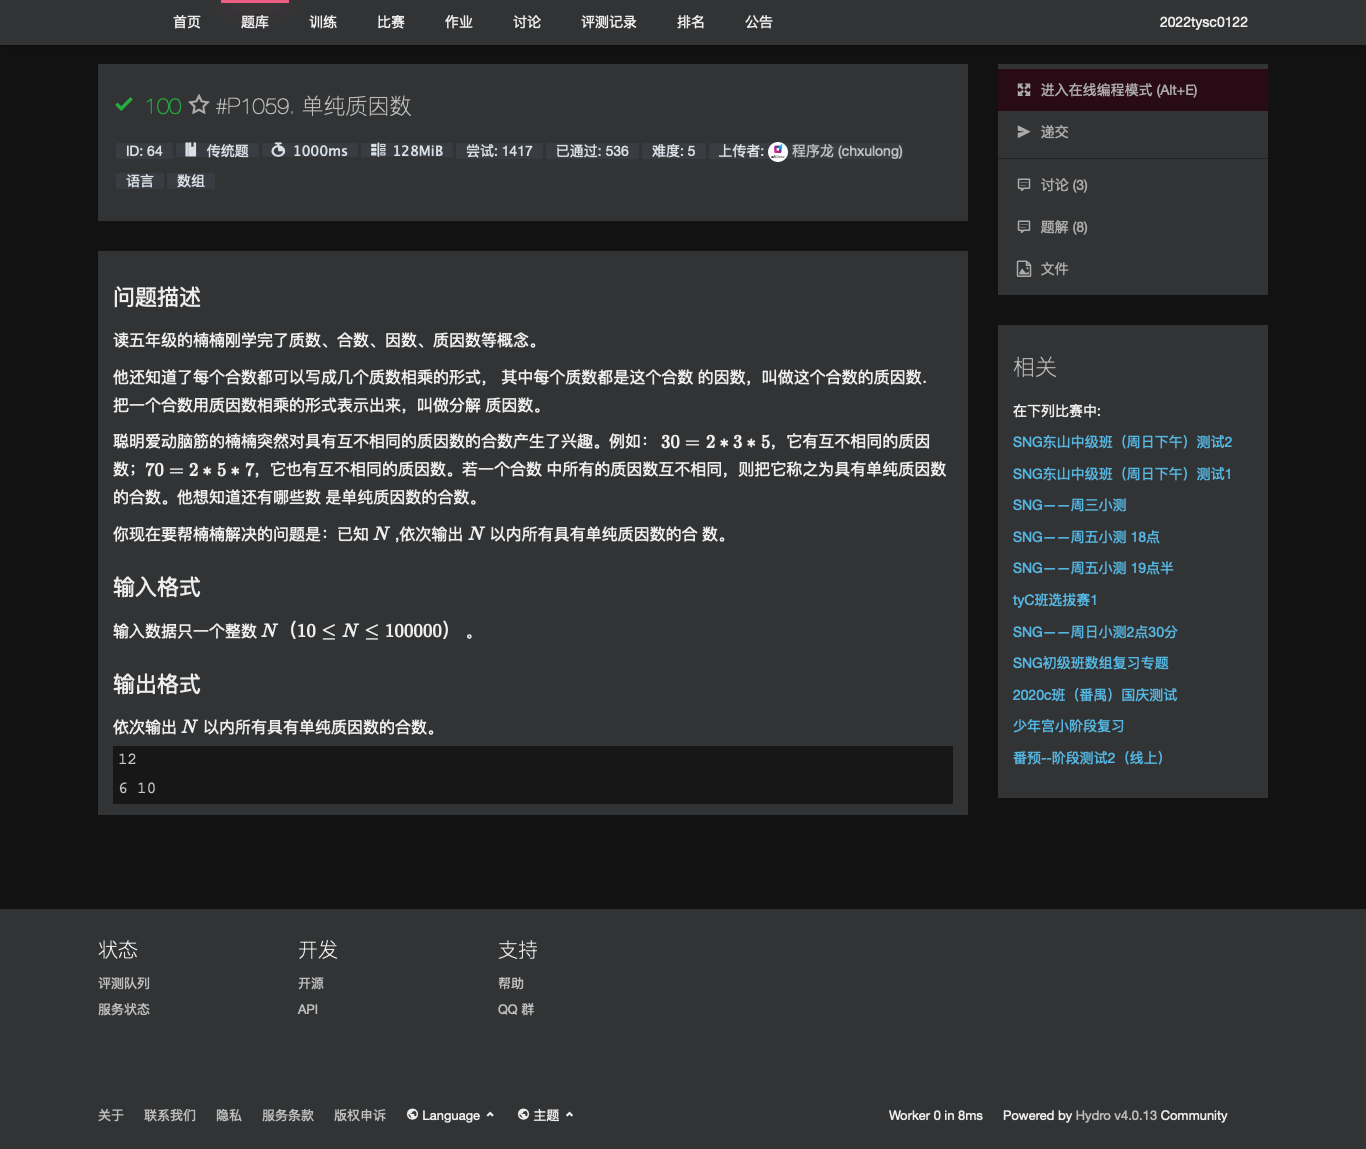 首页 题库 训练 比赛 作业 讨论 评测记录 排名 公告 2022tysc0122
100 #P1059. 单纯质因数
ID: 64 传统题 1000ms 128MiB 尝试: 1417 已通过: 536 难度: 5 上传者: 程序龙 (chxulong)
语言 数组
问题描述
读五年级的楠楠刚学完了质数、合数、因数、质因数等概念。
他还知道了每个合数都可以写成几个质数相乘的形式， 其中每个质数都是这个合数 的因数，叫做这个合数的质因数.
把一个合数用质因数相乘的形式表示出来，叫做分解 质因数。
聪明爱动脑筋的楠楠突然对具有互不相同的质因数的合数产生了兴趣。例如： 30 = 2 ∗ 3 ∗ 5，它有互不相同的质因
数；70 = 2 ∗ 5 ∗ 7，它也有互不相同的质因数。若一个合数 中所有的质因数互不相同，则把它称之为具有单纯质因数
的合数。他想知道还有哪些数 是单纯质因数的合数。
你现在要帮楠楠解决的问题是：已知 N ,依次输出 N 以内所有具有单纯质因数的合 数。
输入格式
输入数据只一个整数 N（10 ≤ N ≤ 100000） 。
输出格式
依次输出 N 以内所有具有单纯质因数的合数。
12
6 10
进入在线编程模式 (Alt+E)
递交
讨论 (3)
题解 (8)
文件
相关
在下列比赛中:
SNG东山中级班（周日下午）测试2
SNG东山中级班（周日下午）测试1
SNG——周三小测
SNG——周五小测 18点
SNG——周五小测 19点半
tyC班选拔赛1
SNG——周日小测2点30分
SNG初级班数组复习专题
2020c班（番禺）国庆测试
少年宫小阶段复习
番预--阶段测试2（线上）
状态 开发 支持
评测队列 开源 帮助
服务状态 API QQ 群
关于 联系我们 隐私 服务条款 版权申诉 Language 主题 Worker 0 in 8ms Powered by Hydro v4.0.13 Community